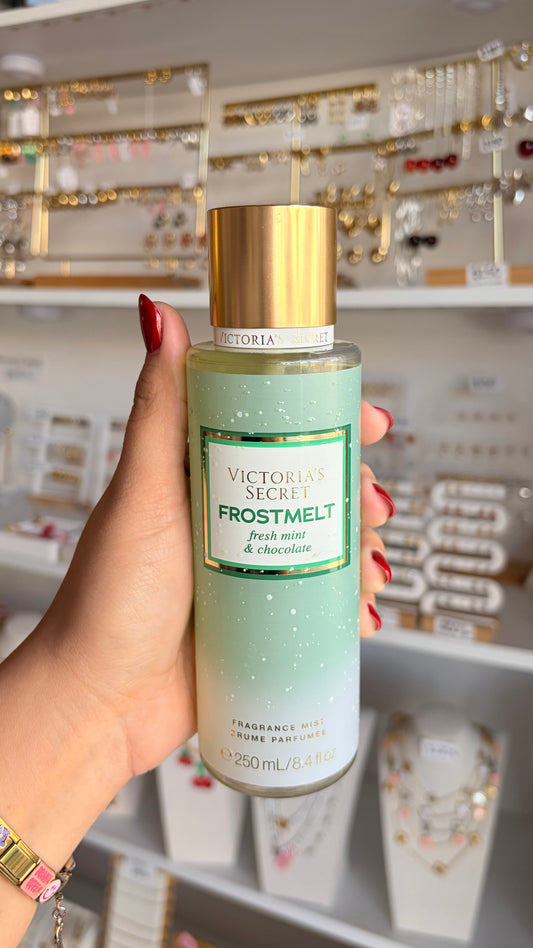 VICTORIA'S SECRET
VICTORIA'S
SECRET
FROSTMELT
fresh mint
& chocolate
FRAGRANCE MIST
BRUME PARFUMÉE
℮250 mL/8.4 fl oz